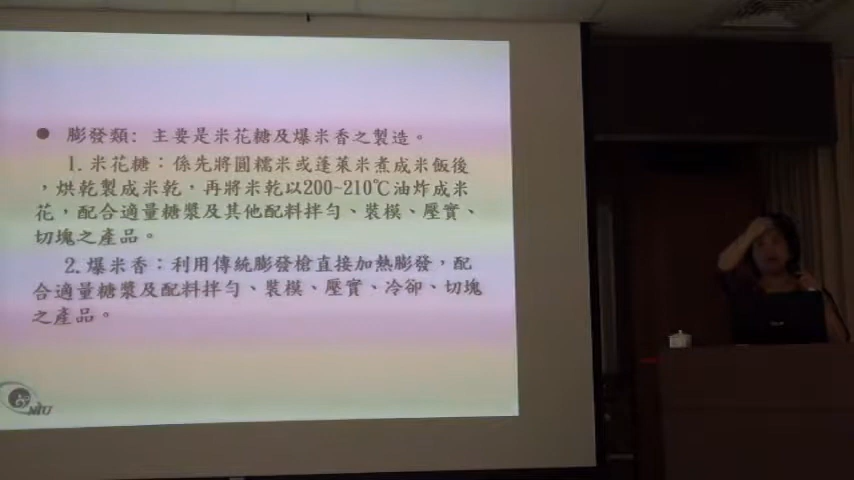 ● 膨發類：主要是米花糖及爆米香之製造。
1. 米花糖：係先將圓糯米或蓬萊米煮成米飯後
，烘乾製成米乾，再將米乾以200~210℃油炸成米
花，配合適量糖漿及其他配料拌勻、裝模、壓實、
切塊之產品。
2. 爆米香：利用傳統膨發槍直接加熱膨發，配
合適量糖漿及配料拌勻、裝模、壓實、冷卻、切塊
之產品。
NIU